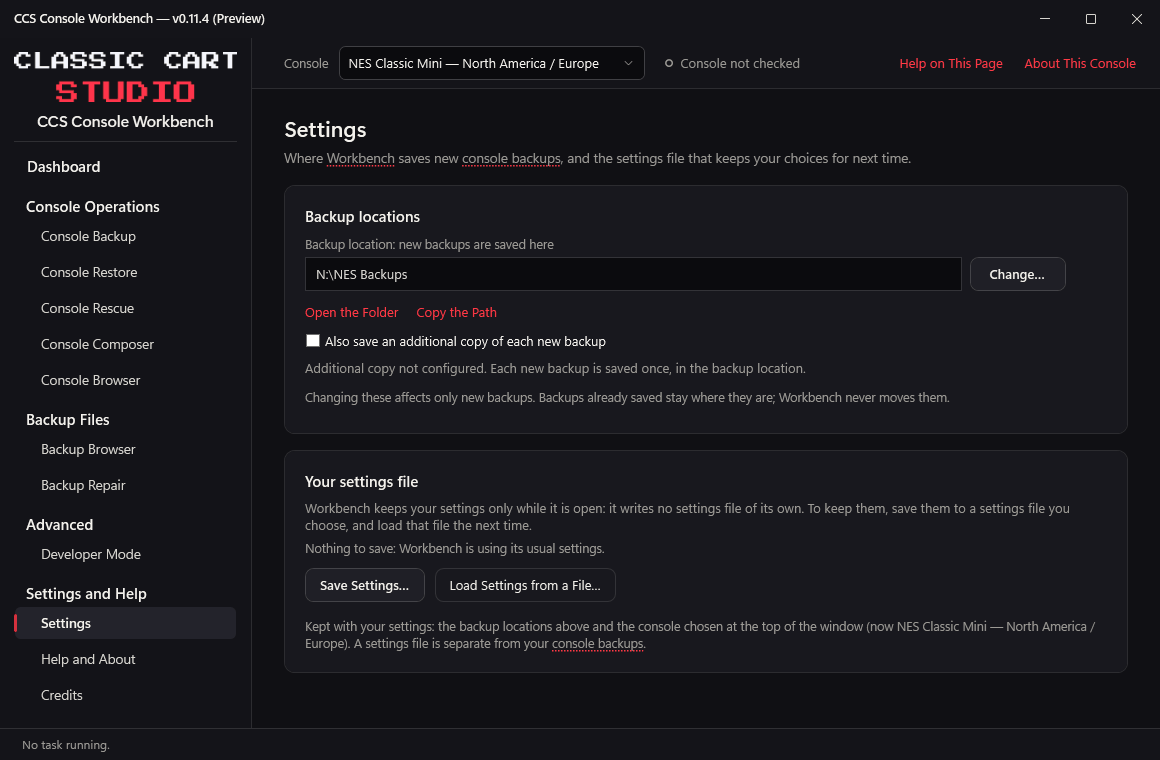 CCS Console Workbench — v0.11.4 (Preview)
CLASSIC CART
STUDIO
CCS Console Workbench
Dashboard
Console Operations
Console Backup
Console Restore
Console Rescue
Console Composer
Console Browser
Backup Files
Backup Browser
Backup Repair
Advanced
Developer Mode
Settings and Help
Settings
Help and About
Credits
Console
NES Classic Mini — North America / Europe
Console not checked
Help on This Page
About This Console
Settings
Where Workbench saves new console backups, and the settings file that keeps your choices for next time.
Backup locations
Backup location: new backups are saved here
N:\NES Backups
Change...
Open the Folder
Copy the Path
Also save an additional copy of each new backup
Additional copy not configured. Each new backup is saved once, in the backup location.
Changing these affects only new backups. Backups already saved stay where they are; Workbench never moves them.
Your settings file
Workbench keeps your settings only while it is open: it writes no settings file of its own. To keep them, save them to a settings file you
choose, and load that file the next time.
Nothing to save: Workbench is using its usual settings.
Save Settings...
Load Settings from a File...
Kept with your settings: the backup locations above and the console chosen at the top of the window (now NES Classic Mini — North America /
Europe). A settings file is separate from your console backups.
No task running.